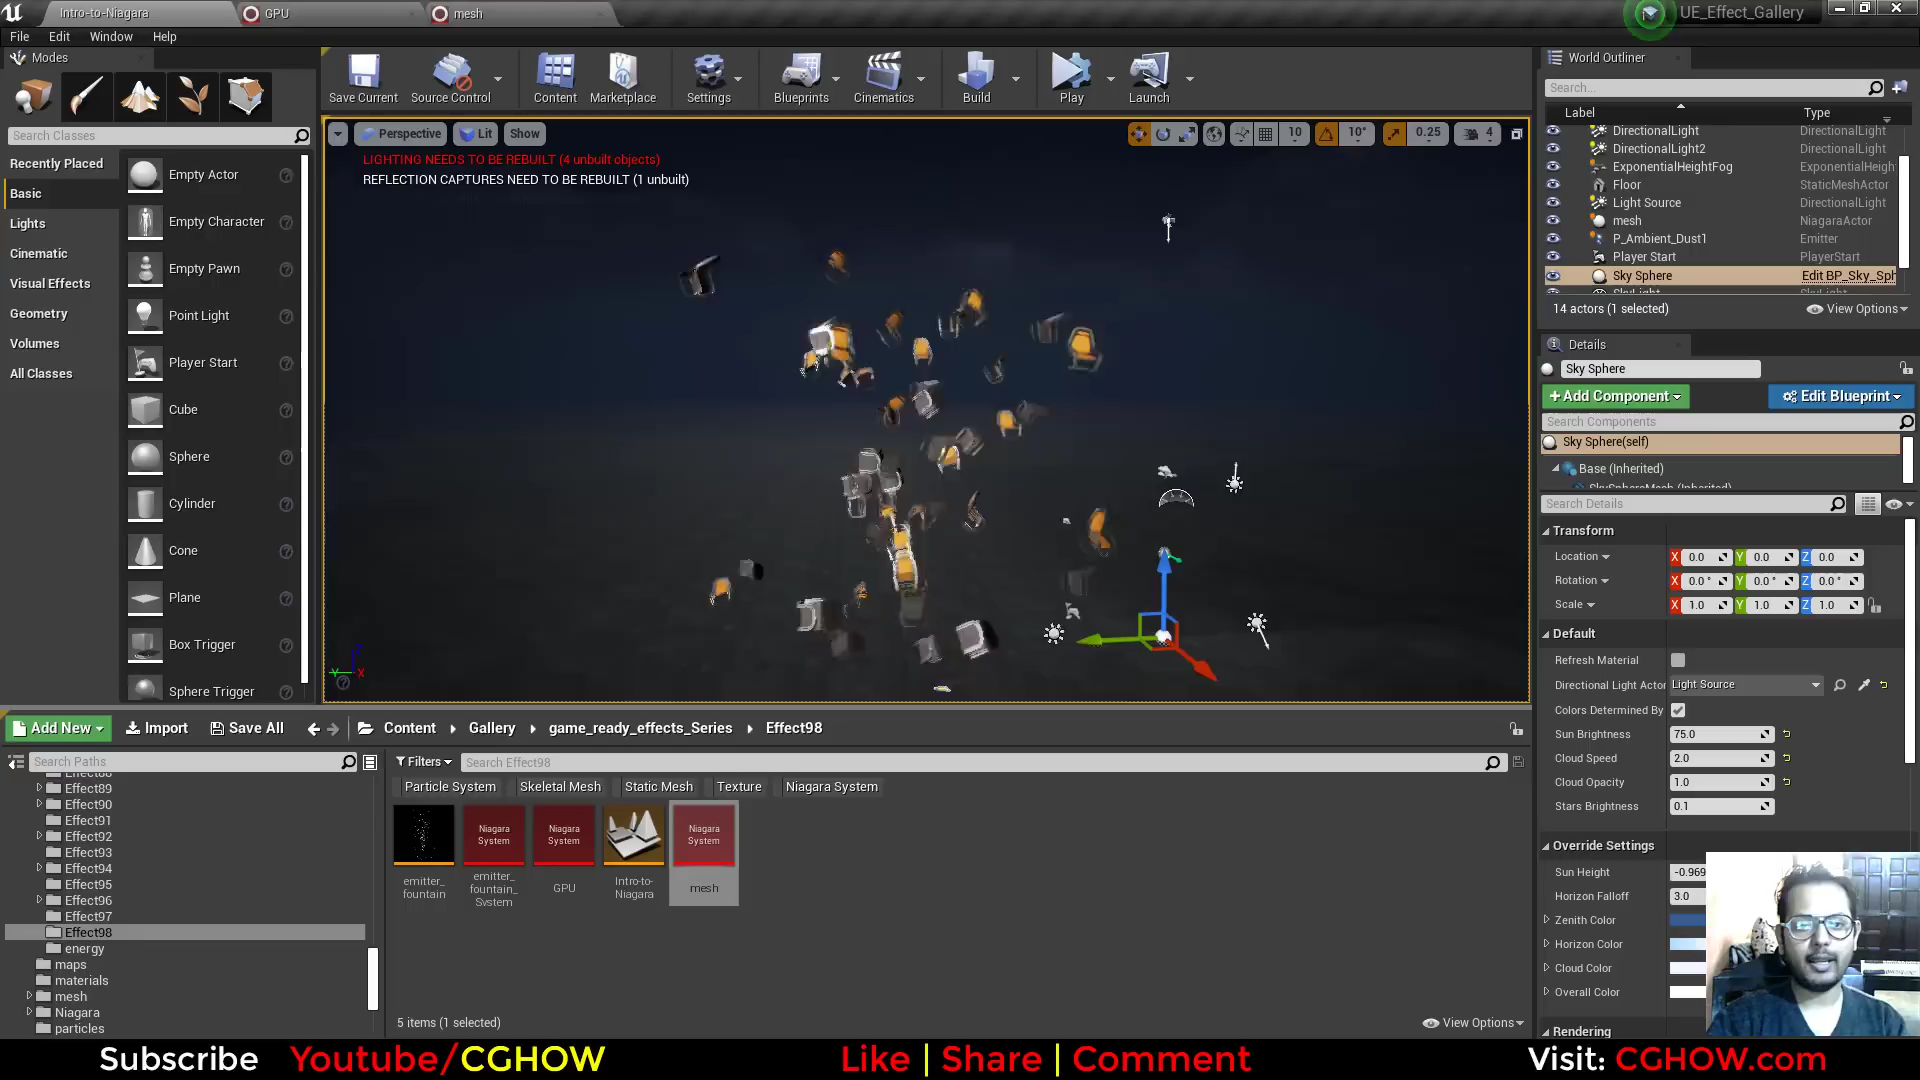 Intro-to-Niagara
GPU
mesh
UE_Effect_Gallery
File Edit Window Help
Modes
Search Classes
Recently Placed
Basic
Lights
Cinematic
Visual Effects
Geometry
Volumes
All Classes
Empty Actor
Empty Character
Empty Pawn
Point Light
Player Start
Cube
Sphere
Cylinder
Cone
Plane
Box Trigger
Sphere Trigger
Save Current
Source Control
Content
Marketplace
Settings
Blueprints
Cinematics
Build
Play
Launch
Perspective Lit Show
10 10° 0.25 4
LIGHTING NEEDS TO BE REBUILT (4 unbuilt objects)
REFLECTION CAPTURES NEED TO BE REBUILT (1 unbuilt)
World Outliner
Search...
Label Type
DirectionalLight DirectionalLight
DirectionalLight2 DirectionalLight
ExponentialHeightFog ExponentialHeigh
Floor StaticMeshActor
Light Source DirectionalLight
mesh NiagaraActor
P_Ambient_Dust1 Emitter
Player Start PlayerStart
Sky Sphere Edit BP_Sky_Sph
14 actors (1 selected) View Options
Details
Sky Sphere
+Add Component Edit Blueprint
Search Components
Sky Sphere(self)
Base (Inherited)
SkySphereMesh (Inherited)
Search Details
Transform
Location X 0.0 Y 0.0 Z 0.0
Rotation X 0.0 ° Y 0.0 ° Z 0.0 °
Scale X 1.0 Y 1.0 Z 1.0
Default
Refresh Material
Directional Light Actor Light Source
Colors Determined By
Sun Brightness 75.0
Cloud Speed 2.0
Cloud Opacity 1.0
Stars Brightness 0.1
Override Settings
Sun Height -0.969
Horizon Falloff 3.0
Zenith Color
Horizon Color
Cloud Color
Overall Color
Rendering
Add New Import Save All Content Gallery game_ready_effects_Series Effect98
Search Paths
Effect89
Effect90
Effect91
Effect92
Effect93
Effect94
Effect95
Effect96
Effect97
Effect98
energy
maps
materials
mesh
Niagara
particles
Filters Search Effect98
Particle System Skeletal Mesh Static Mesh Texture Niagara System
Niagara System
Niagara System
Niagara System
emitter_
fountain
emitter_
fountain_
System
GPU
Intro-to-
Niagara
mesh
5 items (1 selected) View Options
Subscribe Youtube/CGHOW Like | Share | Comment Visit: CGHOW.com